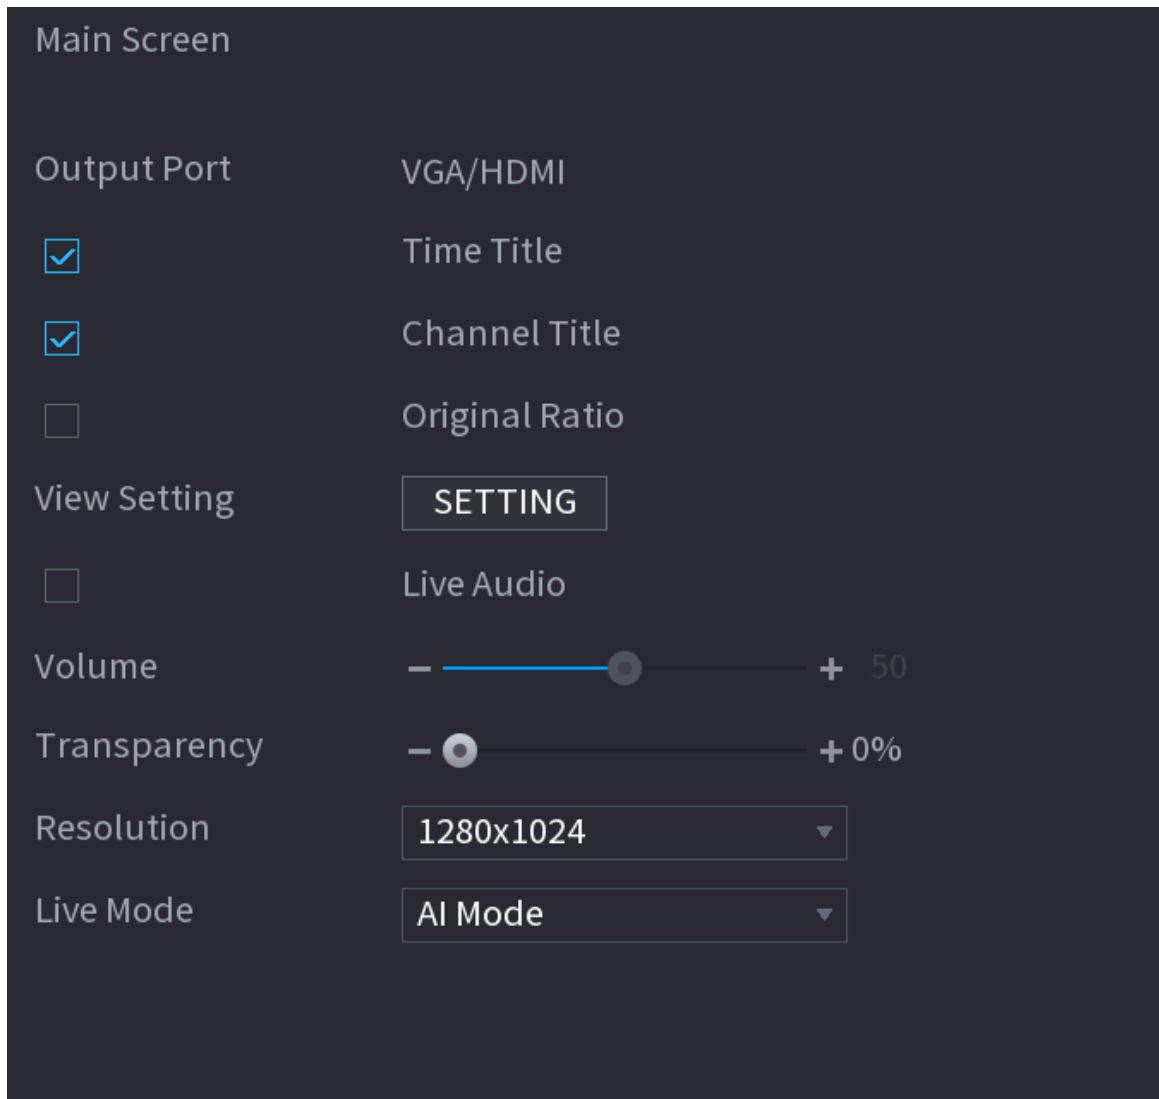 Main Screen
Output Port VGA/HDMI
Time Title
Channel Title
Original Ratio
View Setting SETTING
Live Audio
Volume 50
Transparency 0%
Resolution 1280x1024
Live Mode AI Mode